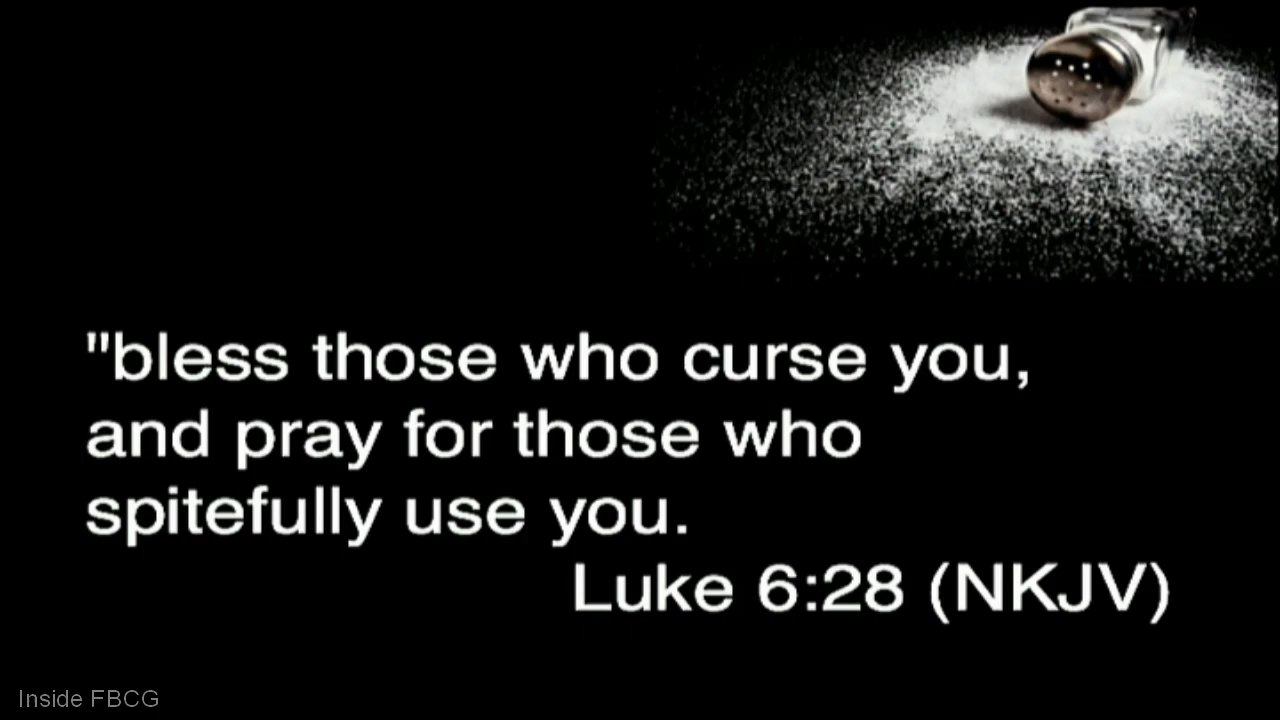 "bless those who curse you,
and pray for those who
spitefully use you.
Luke 6:28 (NKJV)
Inside FBCG